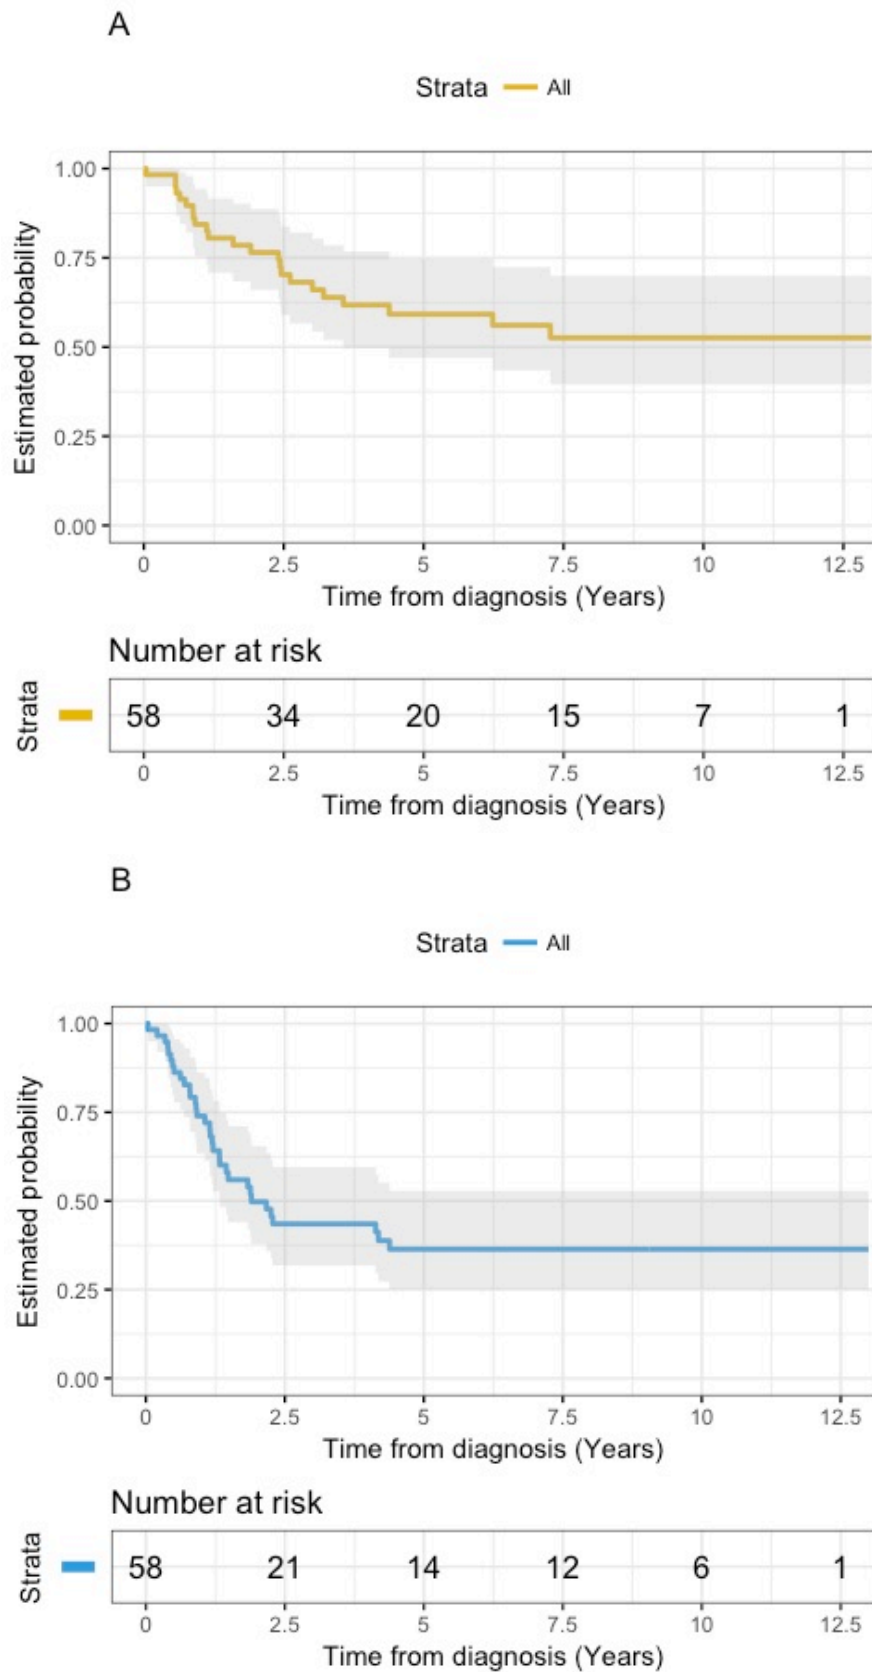 A
Strata All
1.00
0.75
0.50
0.25
0.00
Estimated probability
0 2.5 5 7.5 10 12.5
Time from diagnosis (Years)
Number at risk
Strata
58 34 20 15 7 1
0 2.5 5 7.5 10 12.5
Time from diagnosis (Years)
B
Strata All
1.00
0.75
0.50
0.25
0.00
Estimated probability
0 2.5 5 7.5 10 12.5
Time from diagnosis (Years)
Number at risk
Strata
58 21 14 12 6 1
0 2.5 5 7.5 10 12.5
Time from diagnosis (Years)